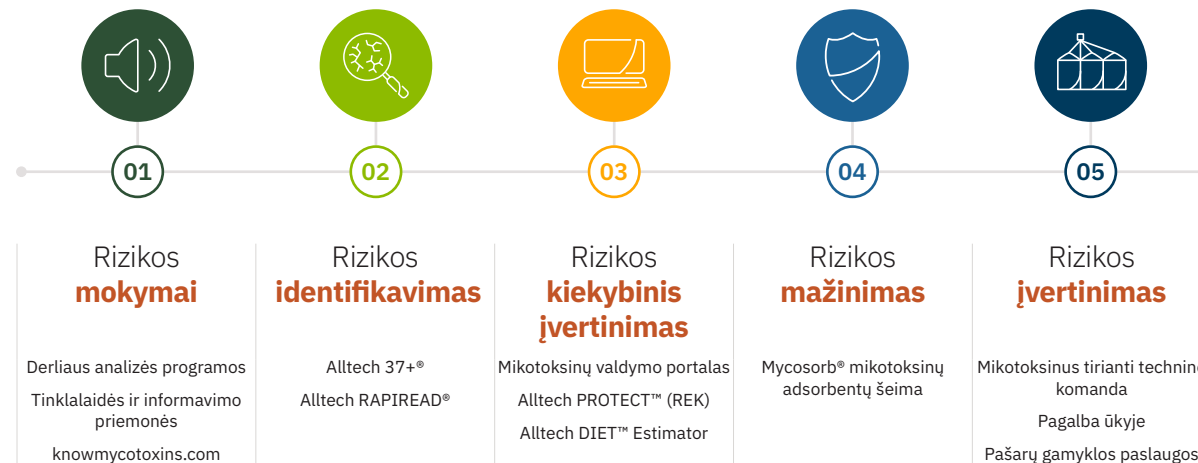 01
02
03
04
05
Rizikos
mokymai
Derliaus analizės programos
Tinklalaidės ir informavimo
priemonės
knowmycotoxins.com
Rizikos
identifikavimas
Alltech 37+®
Alltech RAPIREAD®
Rizikos
kiekybinis
įvertinimas
Mikotoksinų valdymo portalas
Alltech PROTECT™ (REK)
Alltech DIET™ Estimator
Rizikos
mažinimas
Mycosorb® mikotoksinų
adsorbentų šeima
Rizikos
įvertinimas
Mikotoksinus tirianti techninė
komanda
Pagalba ūkyje
Pašarų gamyklos paslaugos